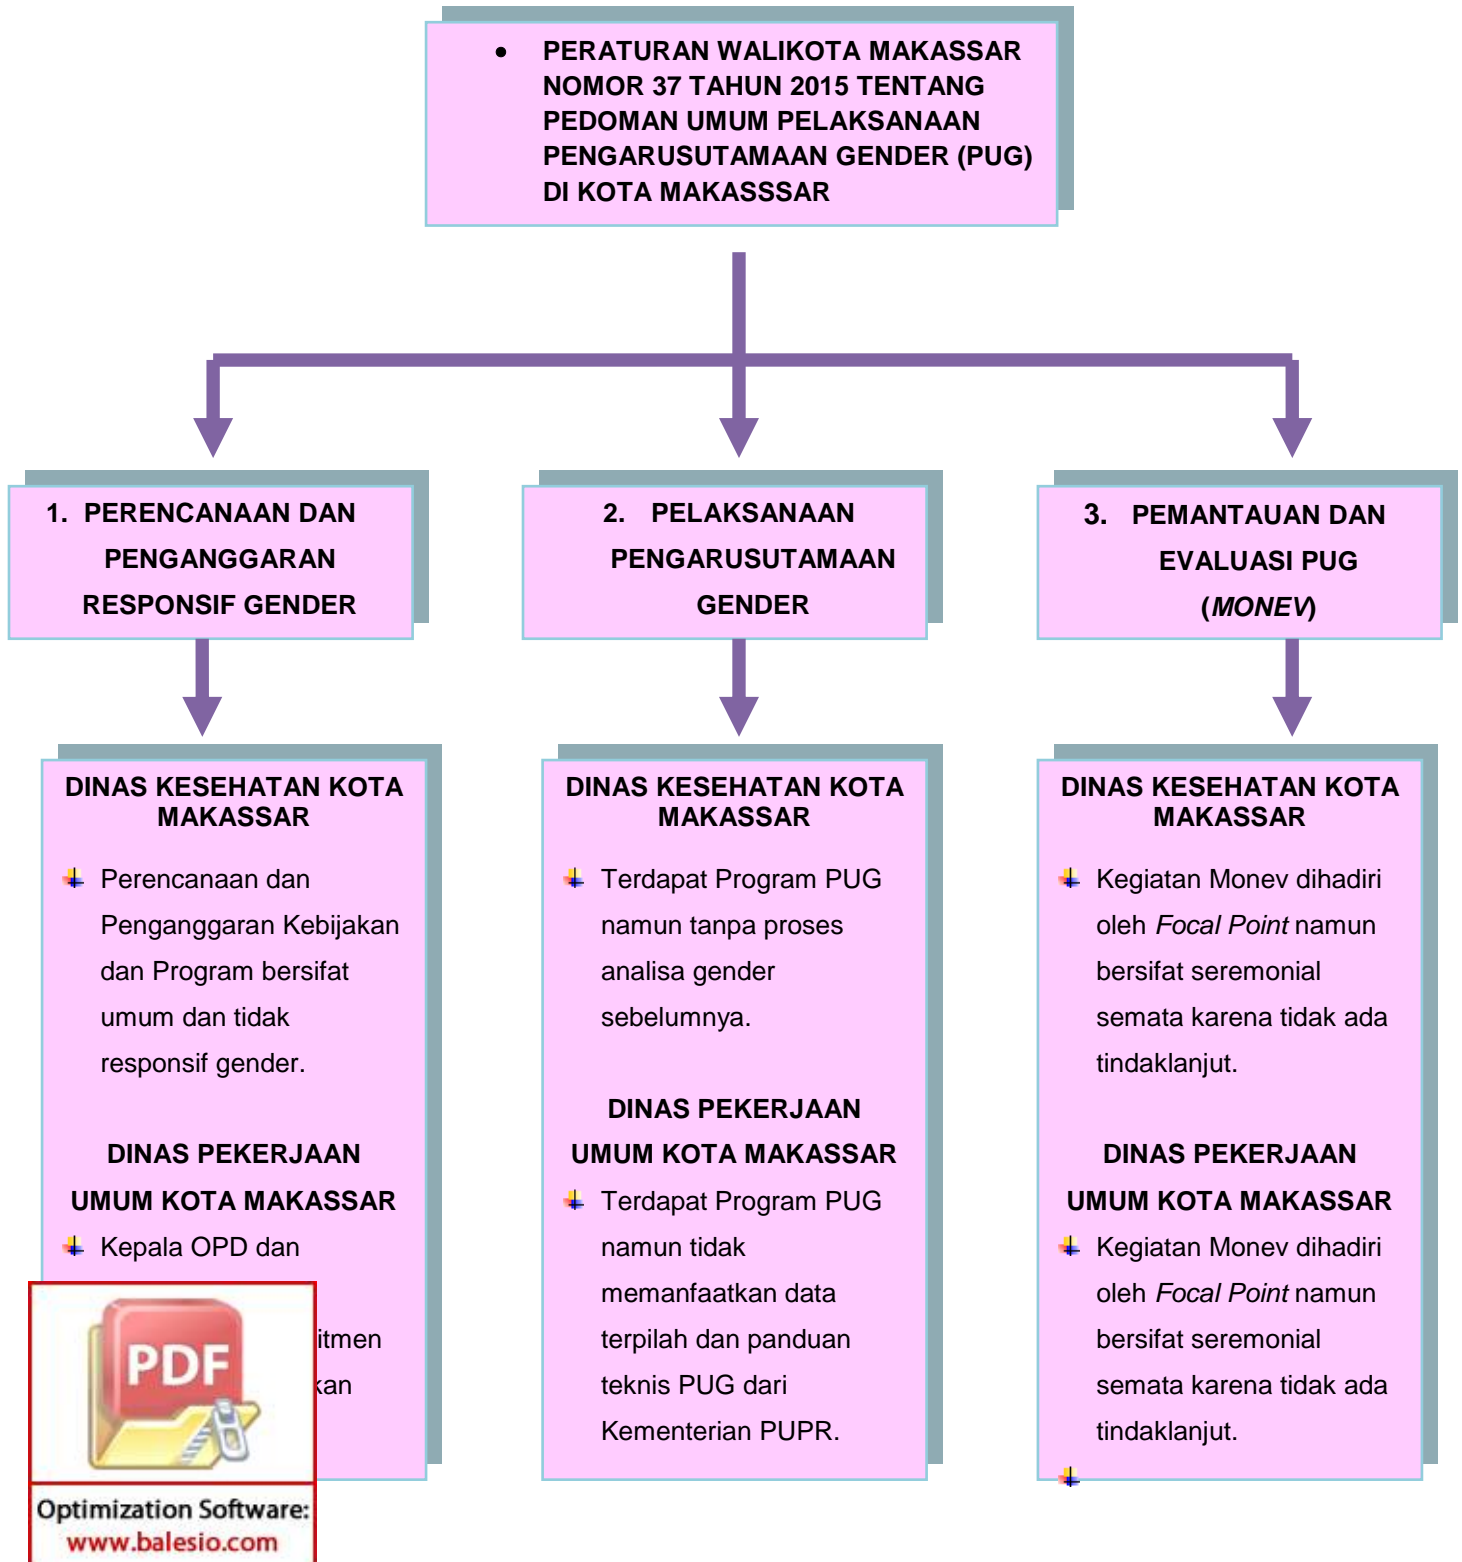 • PERATURAN WALIKOTA MAKASSAR
NOMOR 37 TAHUN 2015 TENTANG
PEDOMAN UMUM PELAKSANAAN
PENGARUSUTAMAAN GENDER (PUG)
DI KOTA MAKASSSAR
1. PERENCANAAN DAN
PENGANGGARAN
RESPONSIF GENDER
2. PELAKSANAAN
PENGARUSUTAMAAN
GENDER
3. PEMANTAUAN DAN
EVALUASI PUG
(MONEV)
DINAS KESEHATAN KOTA
MAKASSAR
Perencanaan dan
Penganggaran Kebijakan
dan Program bersifat
umum dan tidak
responsif gender.
DINAS PEKERJAAN
UMUM KOTA MAKASSAR
Kepala OPD dan
itmen
kan
DINAS KESEHATAN KOTA
MAKASSAR
Terdapat Program PUG
namun tanpa proses
analisa gender
sebelumnya.
DINAS PEKERJAAN
UMUM KOTA MAKASSAR
Terdapat Program PUG
namun tidak
memanfaatkan data
terpilah dan panduan
teknis PUG dari
Kementerian PUPR.
DINAS KESEHATAN KOTA
MAKASSAR
Kegiatan Monev dihadiri
oleh Focal Point namun
bersifat seremonial
semata karena tidak ada
tindaklanjut.
DINAS PEKERJAAN
UMUM KOTA MAKASSAR
Kegiatan Monev dihadiri
oleh Focal Point namun
bersifat seremonial
semata karena tidak ada
tindaklanjut.
PDF
Optimization Software:
www.balesio.com